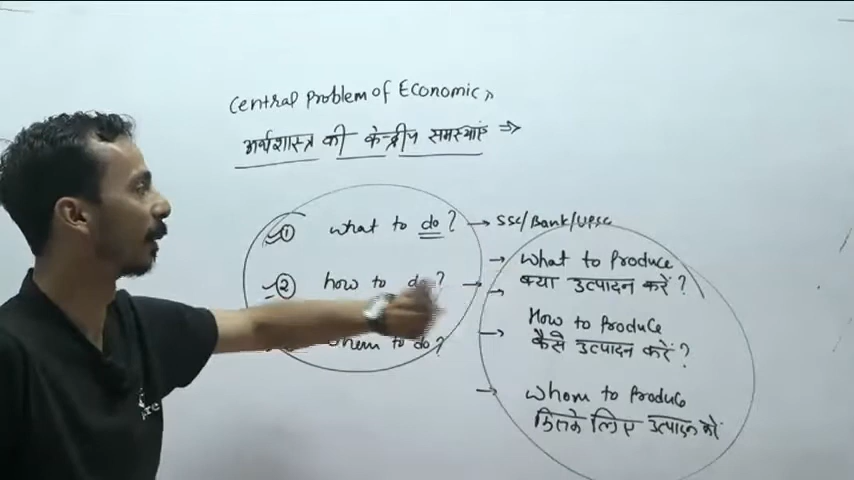 Central Problem of Economic,
अर्थशास्त्र की केन्द्रीय समस्याएं ⇒
① what to do? → SSC/Bank/UPSC
② how to do? →
whom to do?
→ What to Produce
→ क्या उत्पादन करें?
→ How to Produce
कैसे उत्पादन करें?
→ whom to Produce
किसके लिए उत्पादन करें